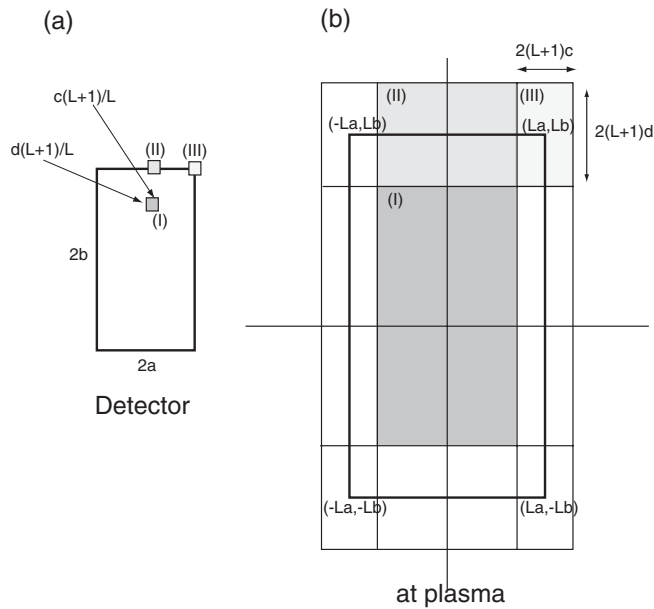 (a)
c(L+1)/L
d(L+1)/L
(II)
(III)
(I)
2b
2a
Detector
(b)
2(L+1)c
(II)
(III)
(-La,Lb)
(La,Lb)
2(L+1)d
(I)
(-La,-Lb)
(La,-Lb)
at plasma